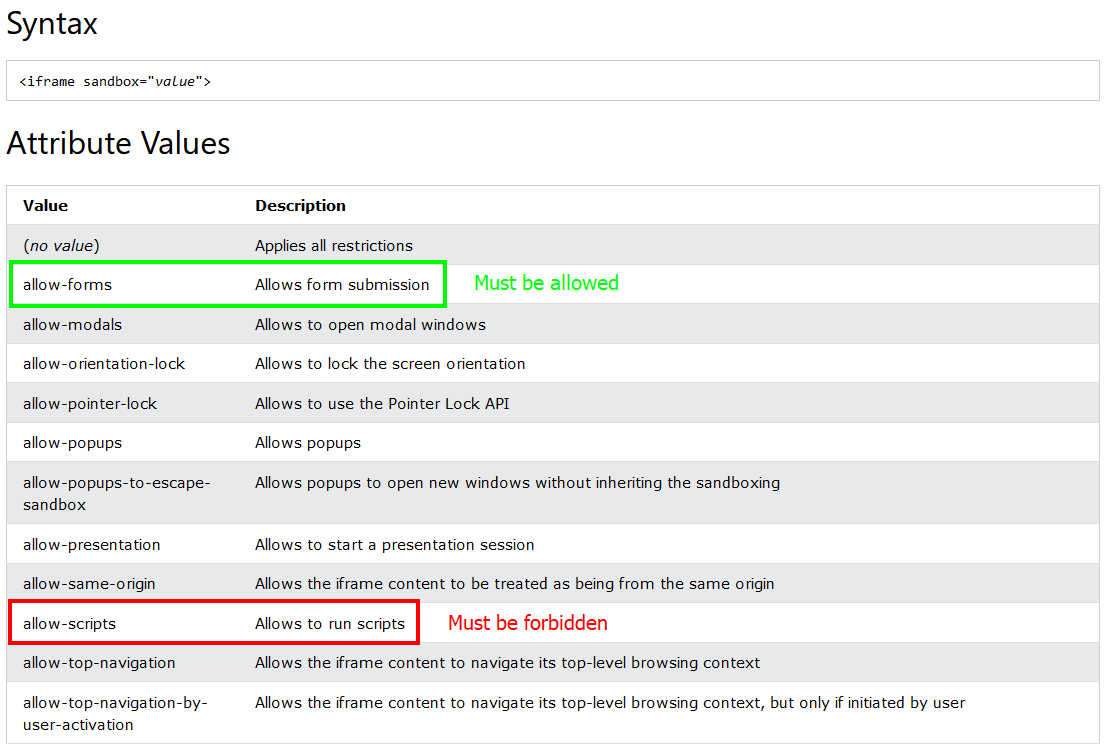 Syntax
<iframe sandbox="value">
Attribute Values
Value Description
(no value) Applies all restrictions
allow-forms Allows form submission Must be allowed
allow-modals Allows to open modal windows
allow-orientation-lock Allows to lock the screen orientation
allow-pointer-lock Allows to use the Pointer Lock API
allow-popups Allows popups
allow-popups-to-escape- Allows popups to open new windows without inheriting the sandboxing
sandbox
allow-presentation Allows to start a presentation session
allow-same-origin Allows the iframe content to be treated as being from the same origin
allow-scripts Allows to run scripts Must be forbidden
allow-top-navigation Allows the iframe content to navigate its top-level browsing context
allow-top-navigation-by- Allows the iframe content to navigate its top-level browsing context, but only if initiated by user
user-activation